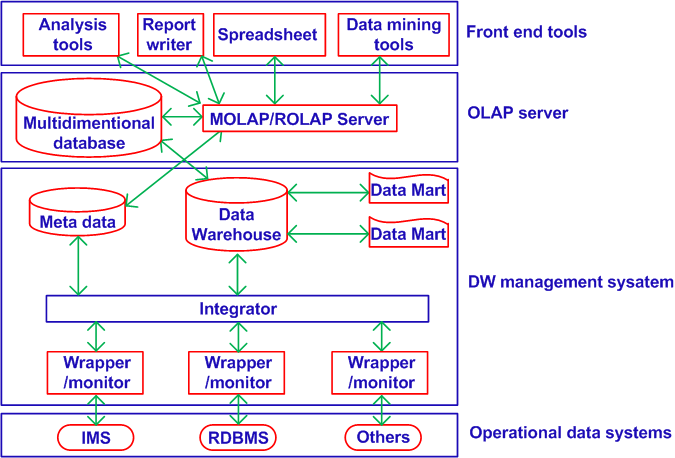 Analysis
tools
Report
writer
Spreadsheet
Data mining
tools
Front end tools
Multidimentional
database
MOLAP/ROLAP Server
OLAP server
Meta data
Data
Warehouse
Data Mart
Data Mart
DW management sysatem
Integrator
Wrapper
/monitor
Wrapper
/monitor
Wrapper
/monitor
IMS
RDBMS
Others
Operational data systems